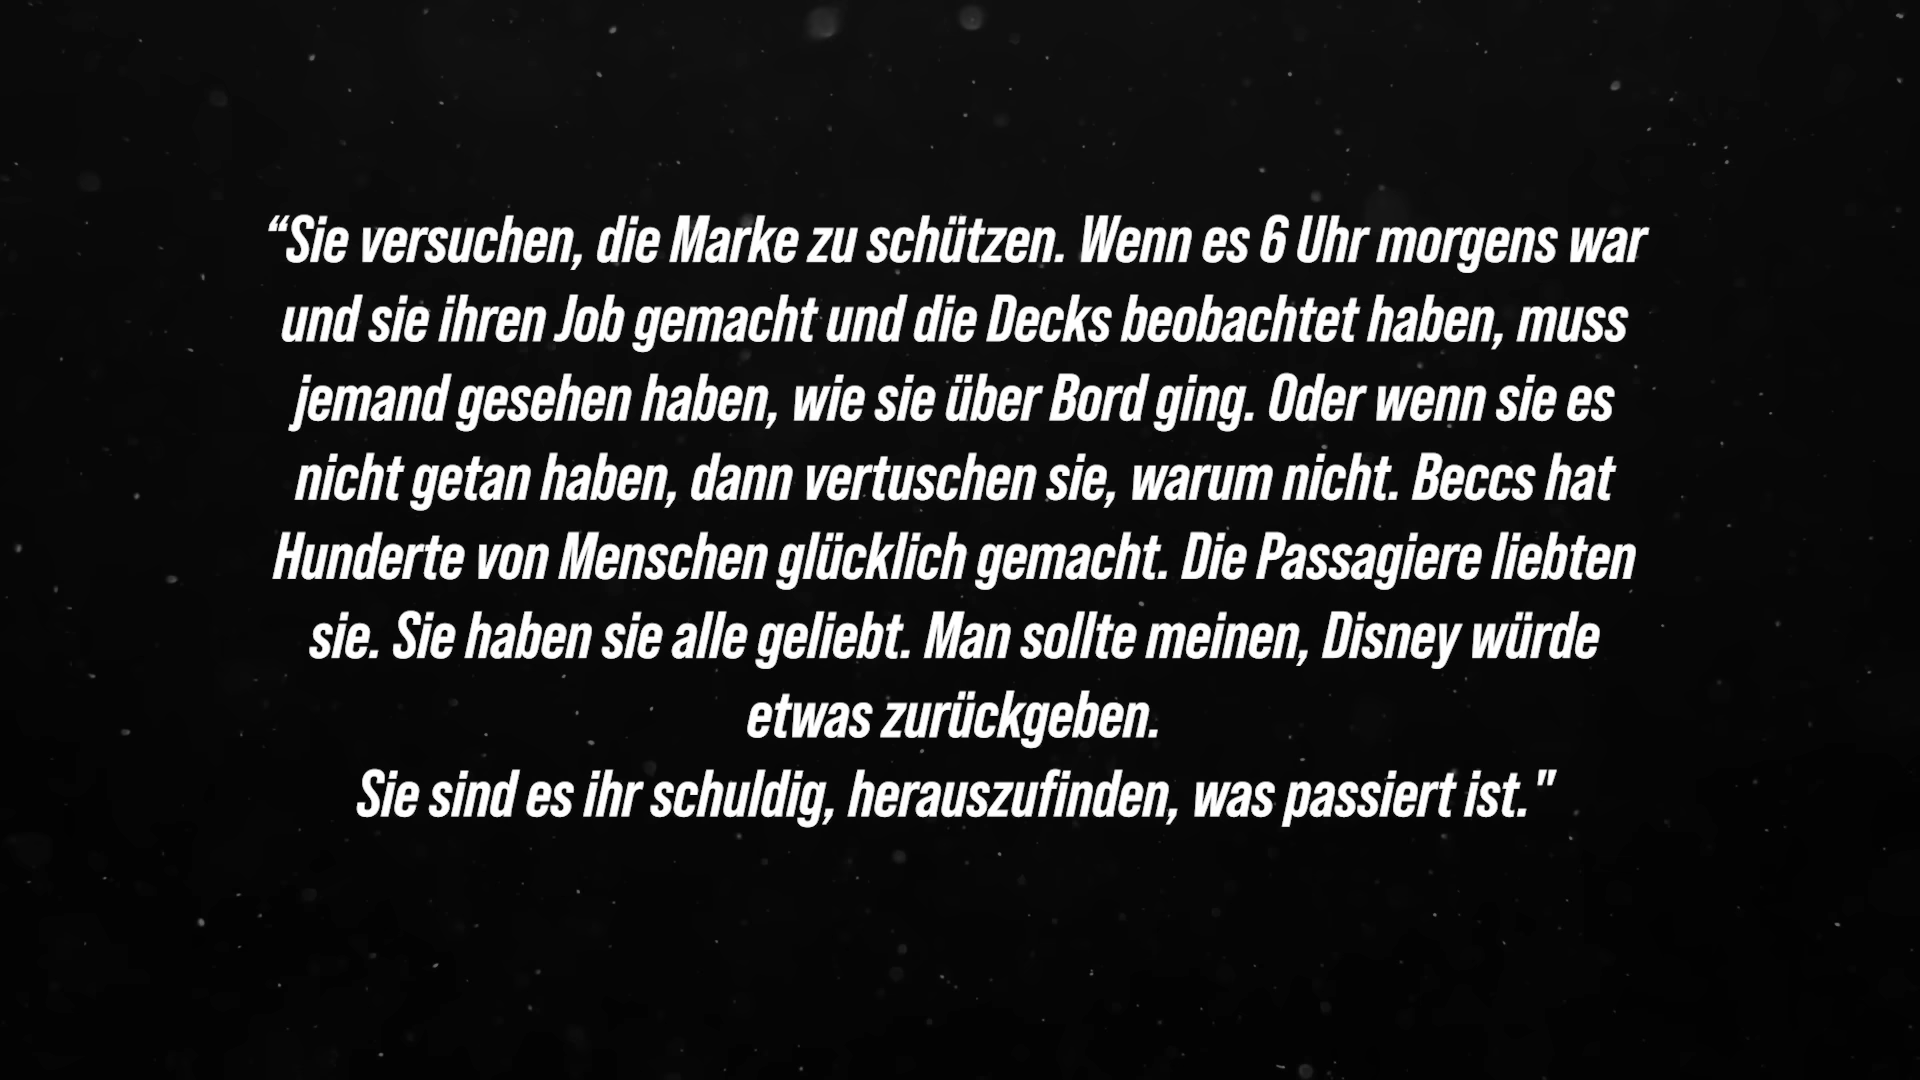 “Sie versuchen, die Marke zu schützen. Wenn es 6 Uhr morgens war
und sie ihren Job gemacht und die Decks beobachtet haben, muss
jemand gesehen haben, wie sie über Bord ging. Oder wenn sie es
nicht getan haben, dann vertuschen sie, warum nicht. Beccs hat
Hunderte von Menschen glücklich gemacht. Die Passagiere liebten
sie. Sie haben sie alle geliebt. Man sollte meinen, Disney würde
etwas zurückgeben.
Sie sind es ihr schuldig, herauszufinden, was passiert ist."